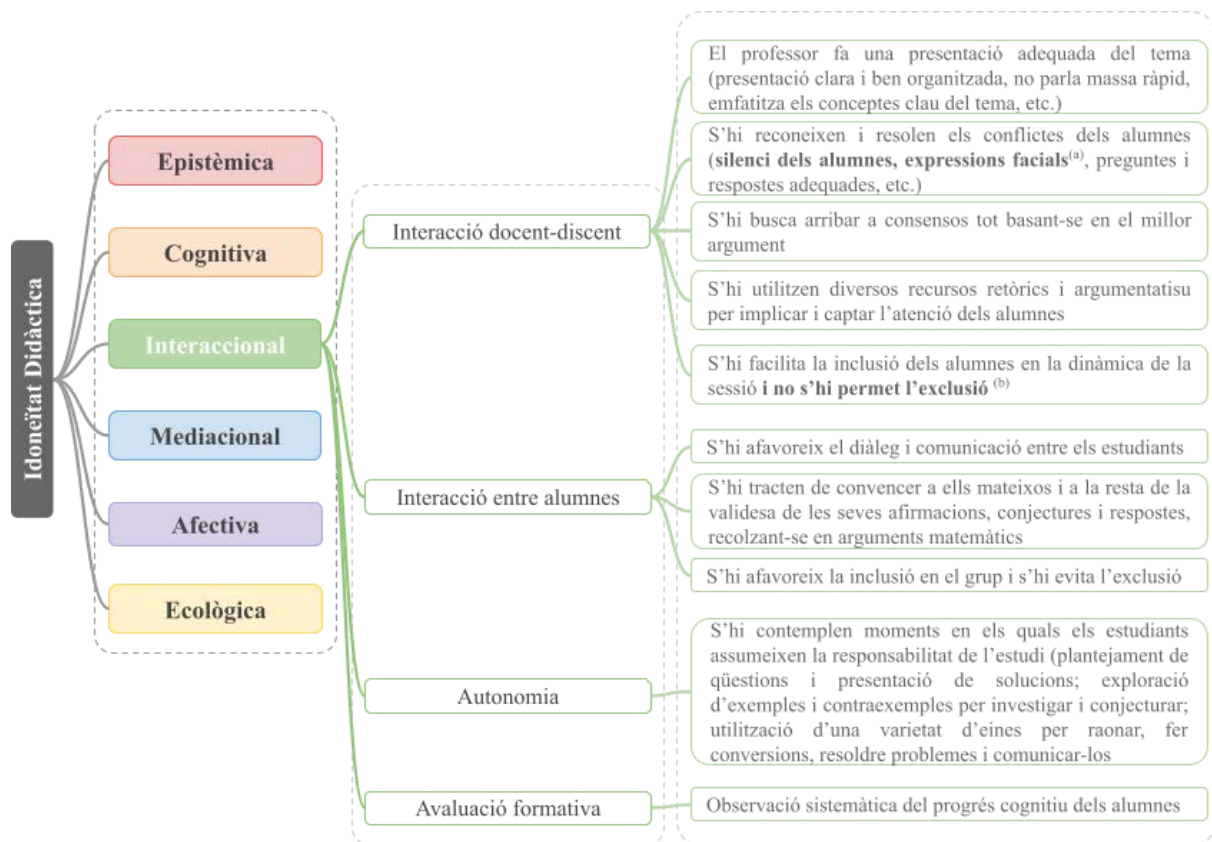 Idoneïtat Didàctica
Epistèmica
Cognitiva
Interaccional
Mediacional
Afectiva
Ecològica
Interacció docent-discent
Interacció entre alumnes
Autonomia
Avaluació formativa
El professor fa una presentació adequada del tema
(presentació clara i ben organitzada, no parla massa ràpid,
emfatitza els conceptes clau del tema, etc.)
S'hi reconeixen i resolen els conflictes dels alumnes
(silenci dels alumnes, expressions facials(a), preguntes i
respostes adequades, etc.)
S'hi busca arribar a consensos tot basant-se en el millor
argument
S'hi utilitzen diversos recursos retòrics i argumentatisu
per implicar i captar l'atenció dels alumnes
S'hi facilita la inclusió dels alumnes en la dinàmica de la
sessió i no s'hi permet l'exclusió (b)
S'hi afavoreix el diàleg i comunicació entre els estudiants
S'hi tracten de convencer a ells mateixos i a la resta de la
validesa de les seves afirmacions, conjectures i respostes,
recolzant-se en arguments matemàtics
S'hi afavoreix la inclusió en el grup i s'hi evita l'exclusió
S'hi contemplen moments en els quals els estudiants
assumeixen la responsabilitat de l'estudi (plantejament de
qüestions i presentació de solucions; exploració
d'exemples i contraexemples per investigar i conjecturar;
utilització d'una varietat d'eines per raonar, fer
conversions, resoldre problemes i comunicar-los
Observació sistemàtica del progrés cognitiu dels alumnes